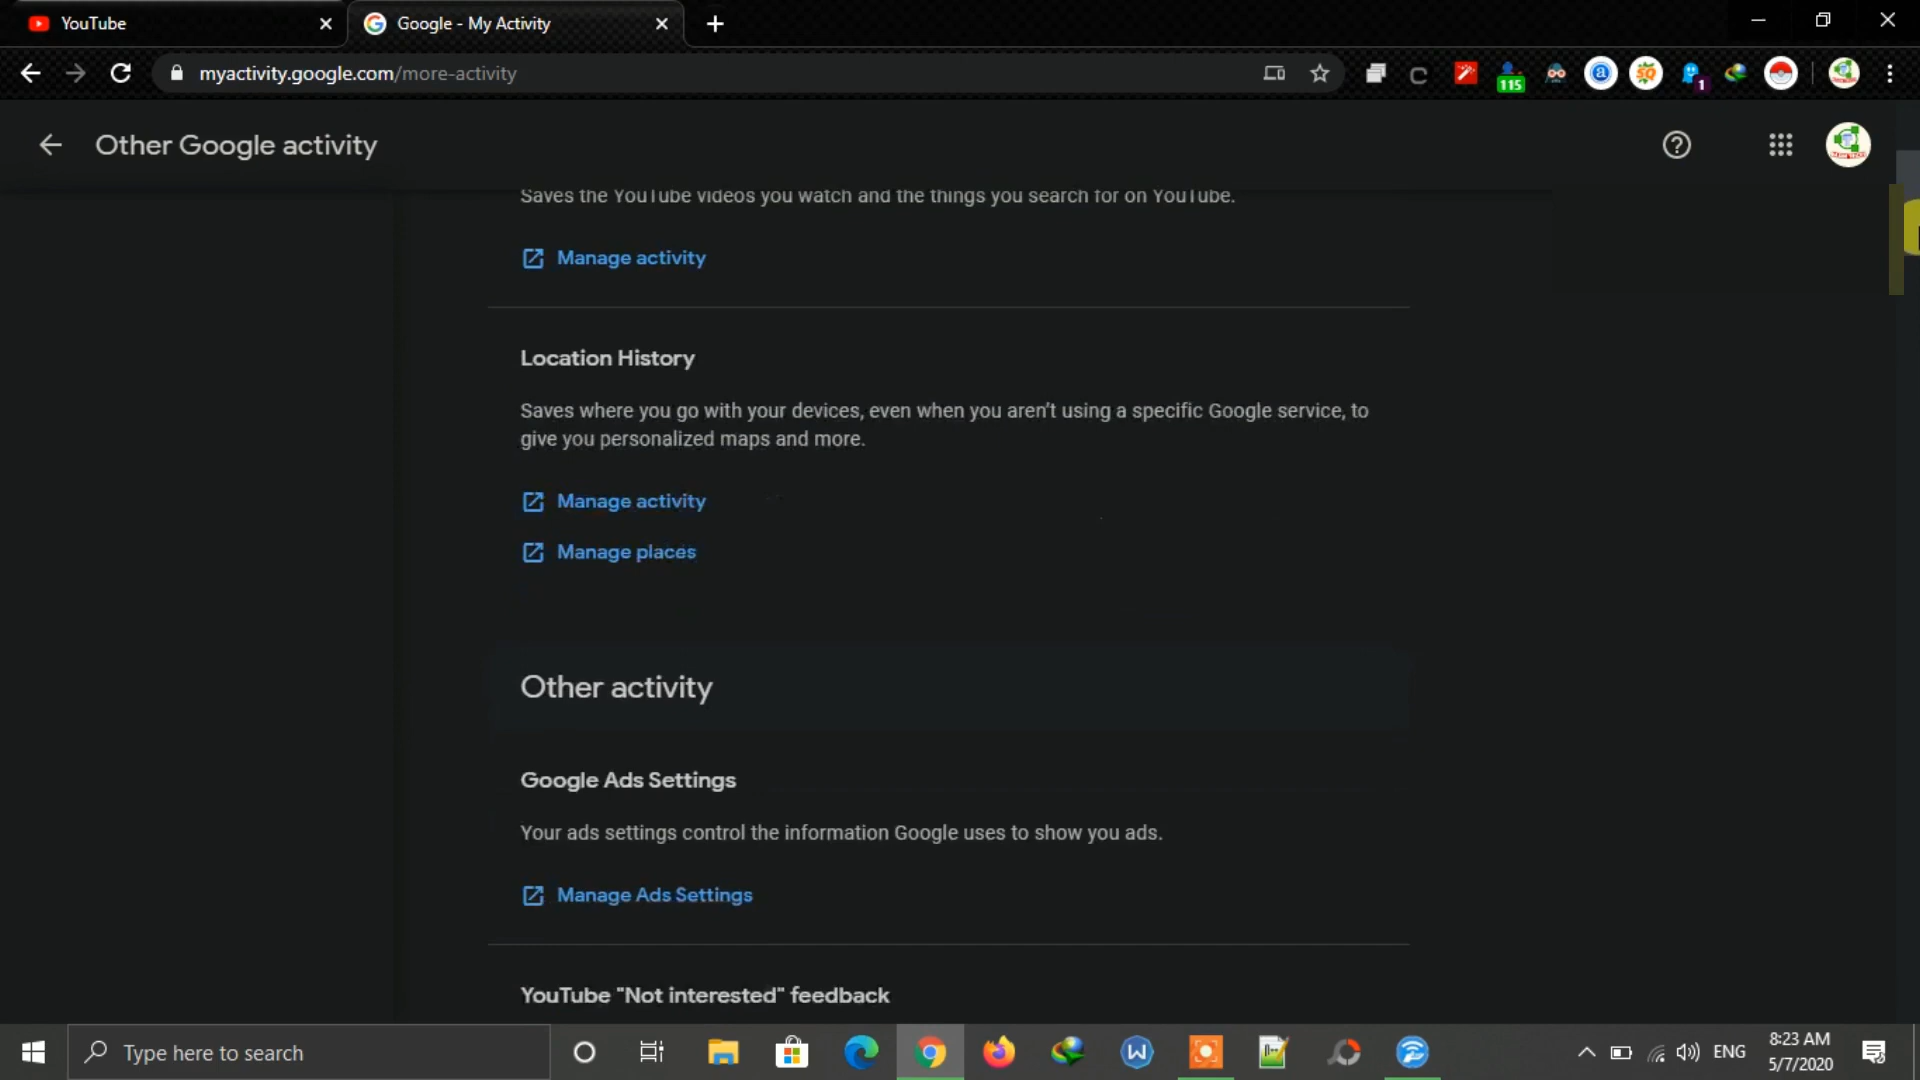 YouTube
Google - My Activity
myactivity.google.com/more-activity
115
1
Other Google activity
Saves the YouTube videos you watch and the things you search for on YouTube.
Manage activity
Location History
Saves where you go with your devices, even when you aren't using a specific Google service, to
give you personalized maps and more.
Manage activity
Manage places
Other activity
Google Ads Settings
Your ads settings control the information Google uses to show you ads.
Manage Ads Settings
YouTube "Not interested" feedback
Type here to search
ENG
8:23 AM
5/7/2020